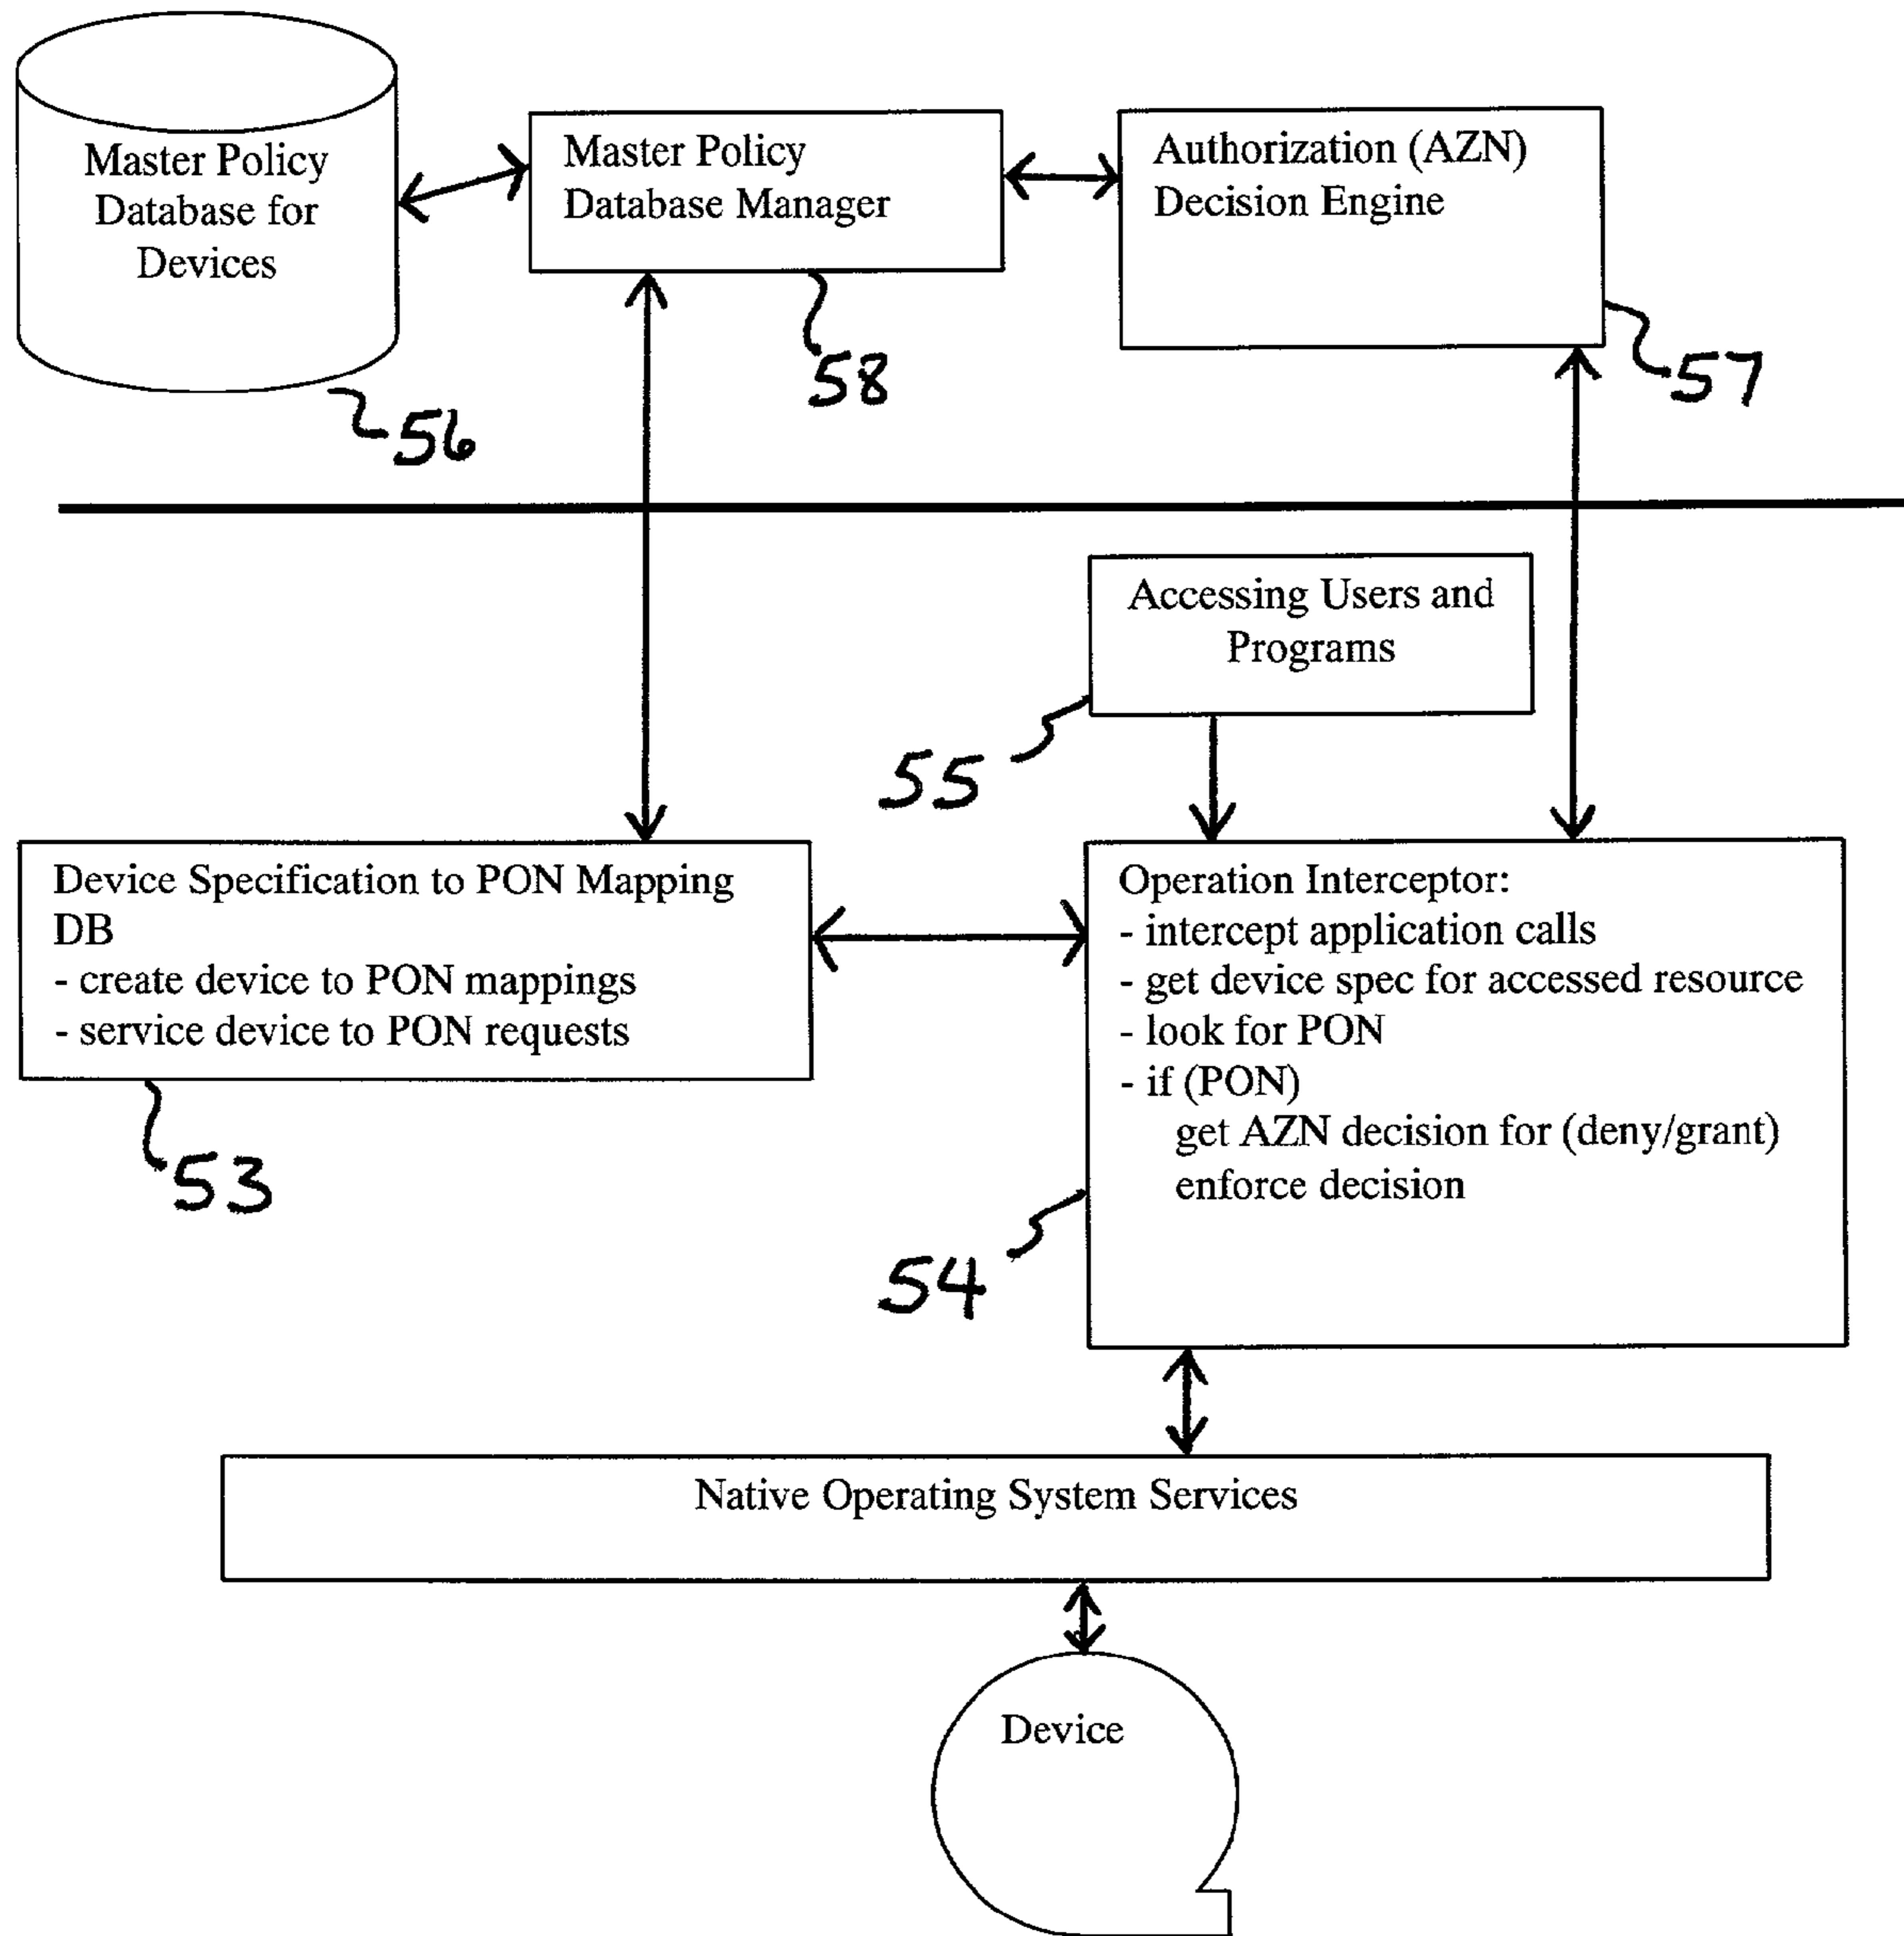 Master Policy
Database for
Devices
Master Policy
Database Manager
Authorization (AZN)
Decision Engine
58
57
56
Accessing Users and
Programs
55
Device Specification to PON Mapping
DB
- create device to PON mappings
- service device to PON requests
53
Operation Interceptor:
- intercept application calls
- get device spec for accessed resource
- look for PON
- if (PON)
get AZN decision for (deny/grant)
enforce decision
54
Native Operating System Services
Device